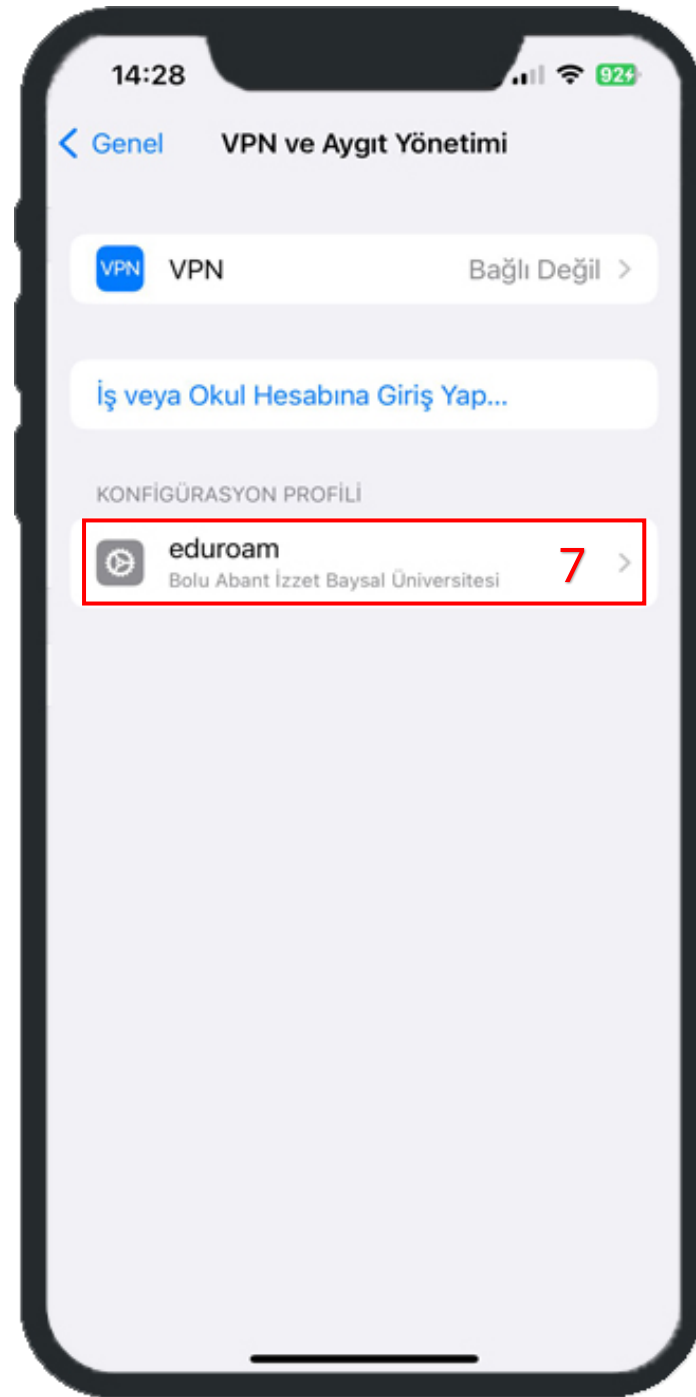 14:28
92
Genel
VPN ve Aygıt Yönetimi
VPN
VPN
Bağlı Değil
İş veya Okul Hesabına Giriş Yap...
KONFİGÜRASYON PROFİLİ
eduroam
Bolu Abant İzzet Baysal Üniversitesi
7